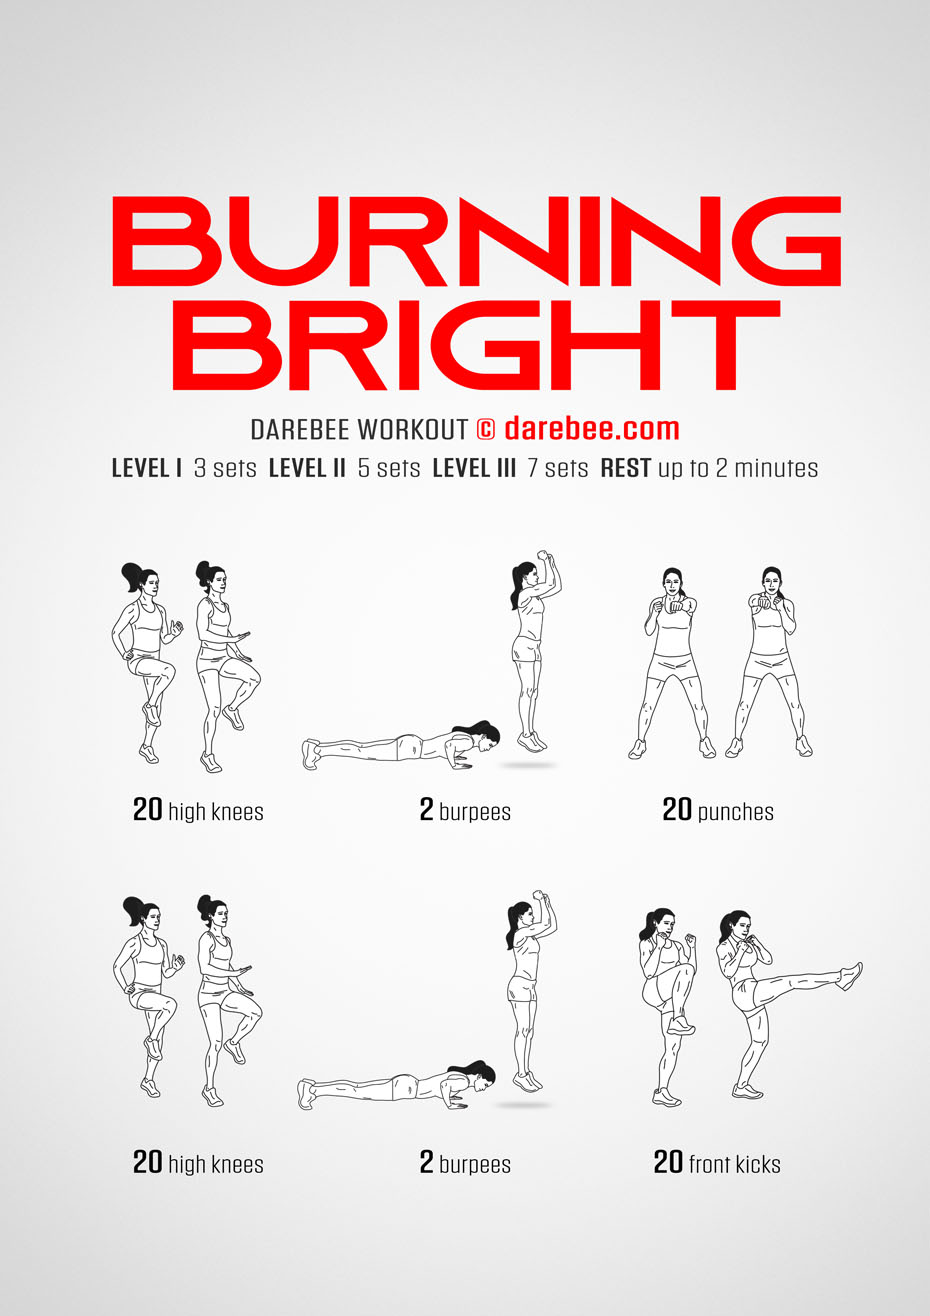 BURNING
BRIGHT
DAREBEE WORKOUT © darebee.com
LEVEL I 3 sets LEVEL II 5 sets LEVEL III 7 sets REST up to 2 minutes
20 high knees
2 burpees
20 punches
20 high knees
2 burpees
20 front kicks